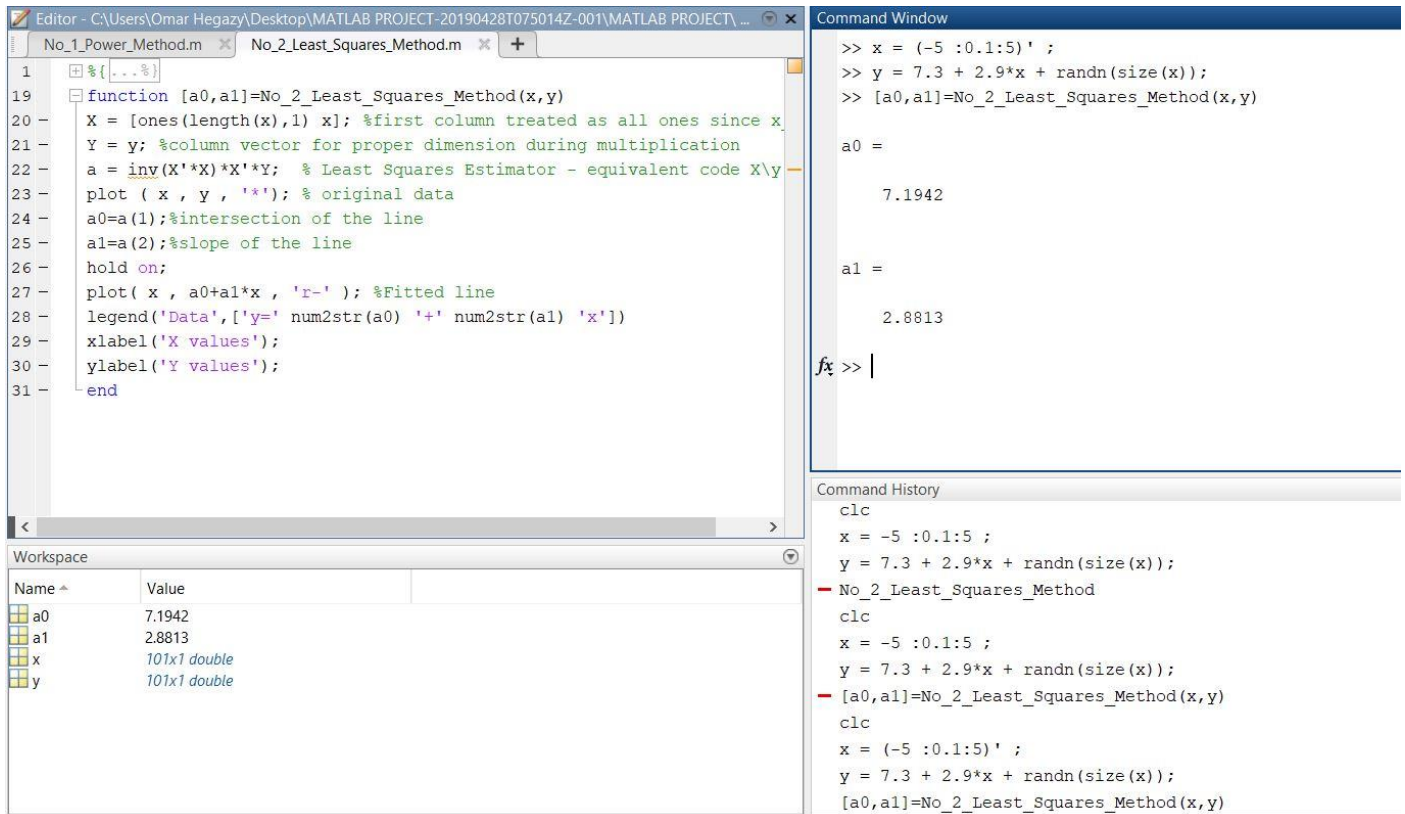 Editor - C:\Users\Omar Hegazy\Desktop\MATLAB PROJECT-20190428T075014Z-001\MATLAB PROJECT\ ...
No_1_Power_Method.m × No_2_Least_Squares_Method.m × +
1 %{...%}
19 function [a0,a1]=No_2_Least_Squares_Method(x,y)
20 - X = [ones(length(x),1) x]; %first column treated as all ones since x_
21 - Y = y; %column vector for proper dimension during multiplication
22 - a = inv(X'*X)*X'*Y;  % Least Squares Estimator - equivalent code X\y
23 - plot ( x , y , '*'); % original data
24 - a0=a(1);%intersection of the line
25 - a1=a(2);%slope of the line
26 - hold on;
27 - plot( x , a0+a1*x , 'r-' ); %Fitted line
28 - legend('Data',['y=' num2str(a0) '+' num2str(a1) 'x'])
29 - xlabel('X values');
30 - ylabel('Y values');
31 - end
Workspace
Name Value
a0 7.1942
a1 2.8813
x 101x1 double
y 101x1 double
Command Window
>> x = (-5 :0.1:5)' ;
>> y = 7.3 + 2.9*x + randn(size(x));
>> [a0,a1]=No_2_Least_Squares_Method(x,y)
a0 =
7.1942
a1 =
2.8813
fx >>
Command History
clc
x = -5 :0.1:5 ;
y = 7.3 + 2.9*x + randn(size(x));
No_2_Least_Squares_Method
clc
x = -5 :0.1:5 ;
y = 7.3 + 2.9*x + randn(size(x));
[a0,a1]=No_2_Least_Squares_Method(x,y)
clc
x = (-5 :0.1:5)' ;
y = 7.3 + 2.9*x + randn(size(x));
[a0,a1]=No_2_Least_Squares_Method(x,y)